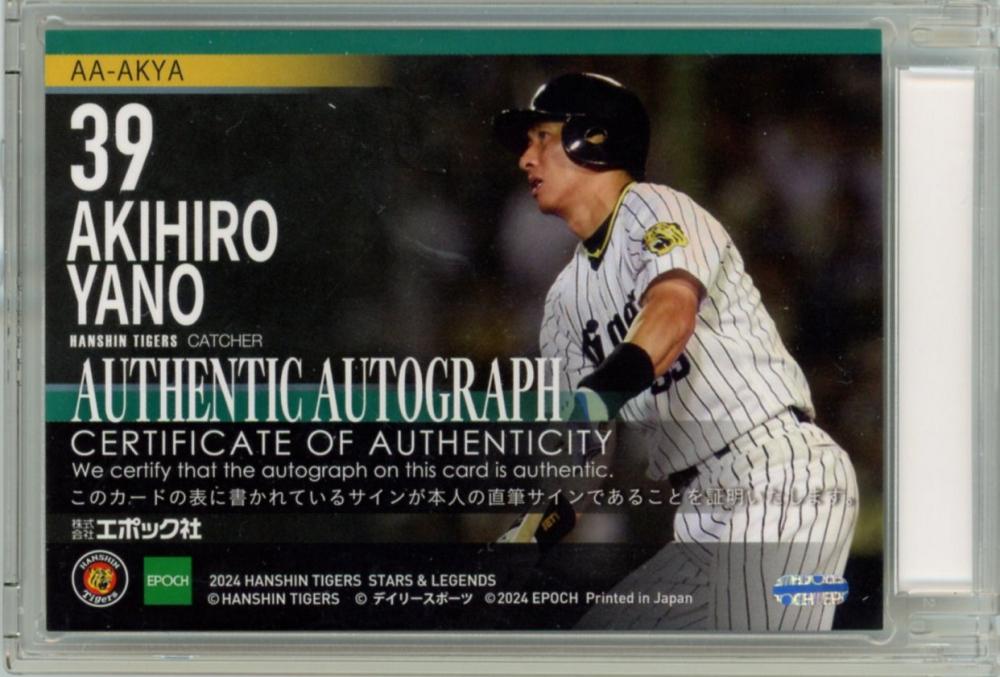 AA-AKYA
39
AKIHIRO
YANO
HANSHIN TIGERS CATCHER
AUTHENTIC AUTOGRAPH
CERTIFICATE OF AUTHENTICITY
We certify that the autograph on this card is authentic.
このカードの表に書かれているサインが本人の直筆サインであることを証明いたします。
株式会社エポック社
HANSHIN
Tigers
EPOCH
2024 HANSHIN TIGERS STARS & LEGENDS
©HANSHIN TIGERS © デイリースポーツ ©2024 EPOCH Printed in Japan